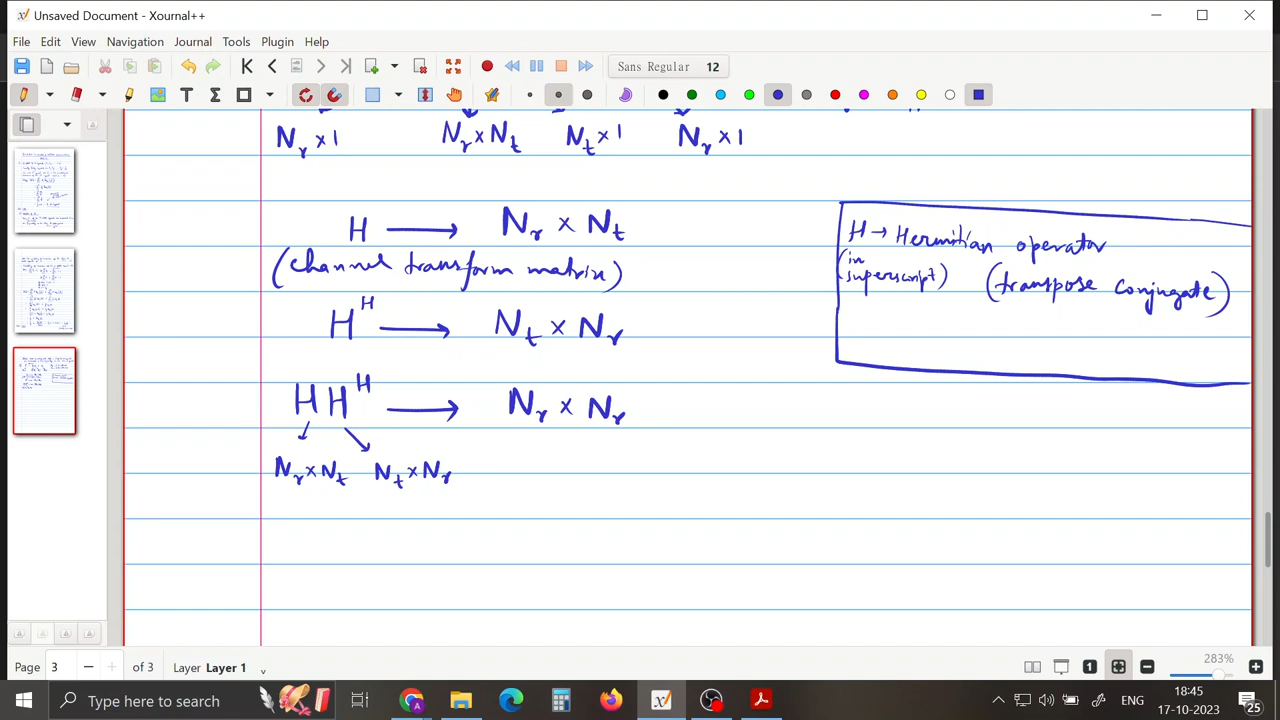 Unsaved Document - Xournal++
File Edit View Navigation Journal Tools Plugin Help
Sans Regular 12
Nᵣ × 1 Nᵣ × Nₜ Nₜ × 1 Nᵣ × 1
H → Nᵣ × Nₜ
(channel transform matrix)
Hᴴ → Nₜ × Nᵣ
H Hᴴ → Nᵣ × Nᵣ
Nᵣ × Nₜ Nₜ × Nᵣ
H → Hermitian operator
(in superscript) (transpose conjugate)
Page 3 of 3 Layer Layer 1 283%
Type here to search
ENG
18:45
17-10-2023
25